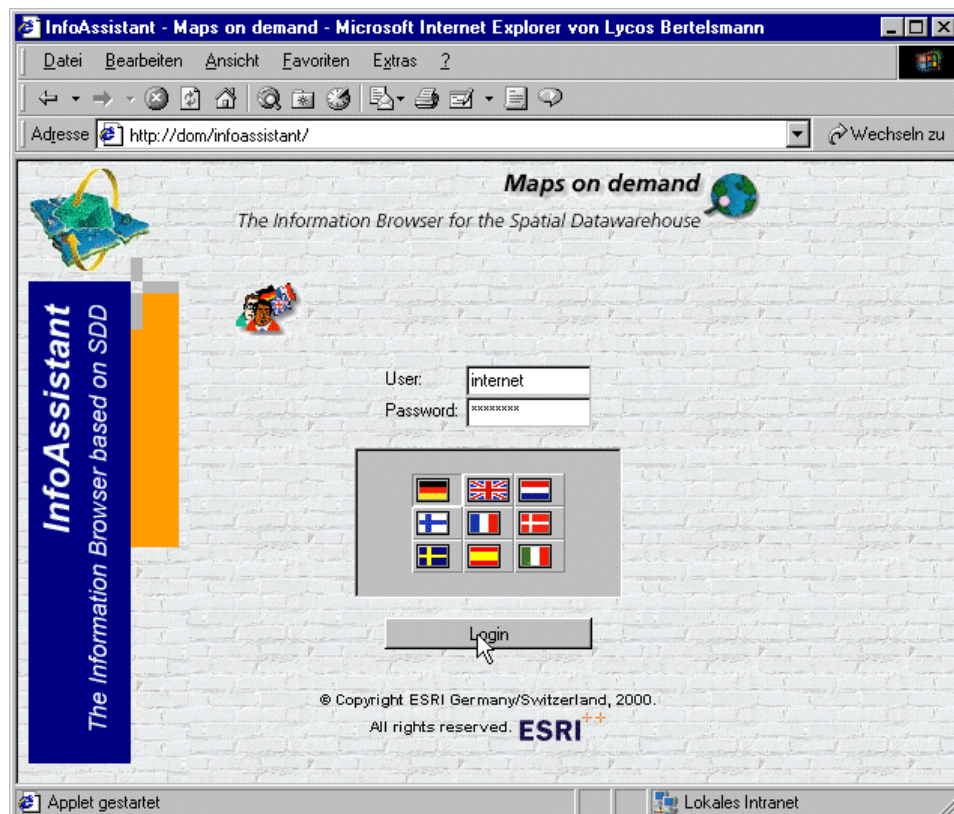 InfoAssistant - Maps on demand - Microsoft Internet Explorer von Lycos Bertelsmann
Datei Bearbeiten Ansicht Favoriten Extras ?
Adresse http://dom/infoassistant/ Wechseln zu
Maps on demand
The Information Browser for the Spatial Datawarehouse
InfoAssistant
The Information Browser based on SDD
User: internet
Password: ********
Login
© Copyright ESRI Germany/Switzerland, 2000.
All rights reserved. ESRI++
Applet gestartet Lokales Intranet